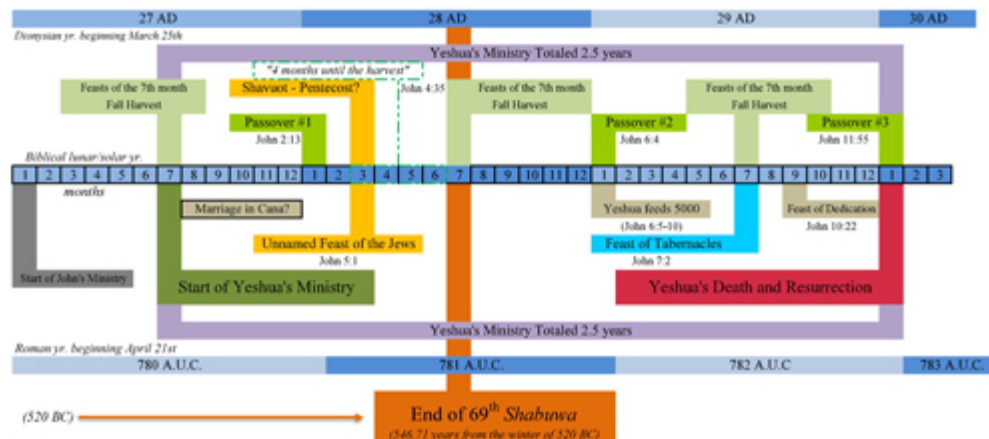 27 AD 28 AD 29 AD 30 AD
Dionysian yr. beginning March 25th
Yeshua's Ministry Totaled 2.5 years
"4 months until the harvest"
Feasts of the 7th month
Fall Harvest
Shavuot - Pentecost?
John 4:35
Feasts of the 7th month
Fall Harvest
Feasts of the 7th month
Fall Harvest
Passover #1
John 2:13
Passover #2
John 6:4
Passover #3
John 11:55
Biblical lunar/solar yr.
1 2 3 4 5 6 7 8 9 10 11 12 1 2 3 4 5 6 7 8 9 10 11 12 1 2 3 4 5 6 7 8 9 10 11 12 1 2 3
months
Marriage in Cana?
Yeshua feeds 5000
(John 6:5-10)
Feast of Dedication
John 10:22
Unnamed Feast of the Jews
John 5:1
Feast of Tabernacles
John 7:2
Start of John's Ministry
Start of Yeshua's Ministry
Yeshua's Death and Resurrection
Yeshua's Ministry Totaled 2.5 years
Roman yr. beginning April 21st
780 A.U.C. 781 A.U.C. 782 A.U.C 783 A.U.C.
(520 BC)
End of 69th Shabuwa
(546.71 years from the winter of 520 BC)